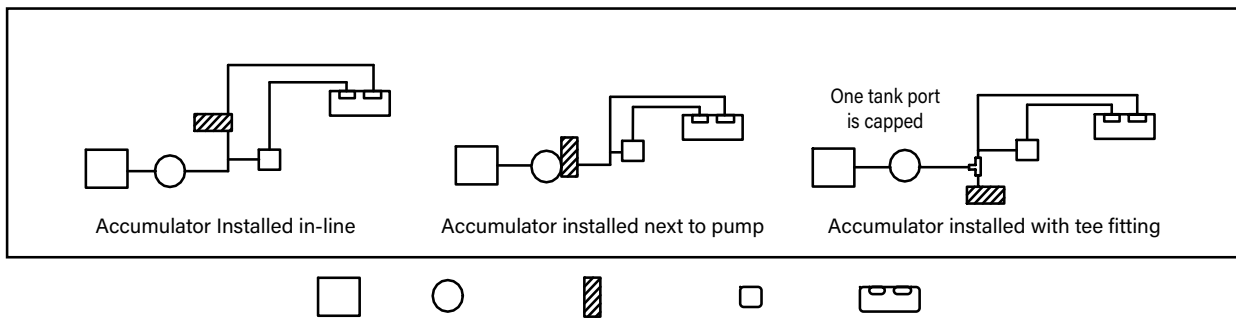 One tank port
is capped
Accumulator Installed in-line
Accumulator installed next to pump
Accumulator installed with tee fitting